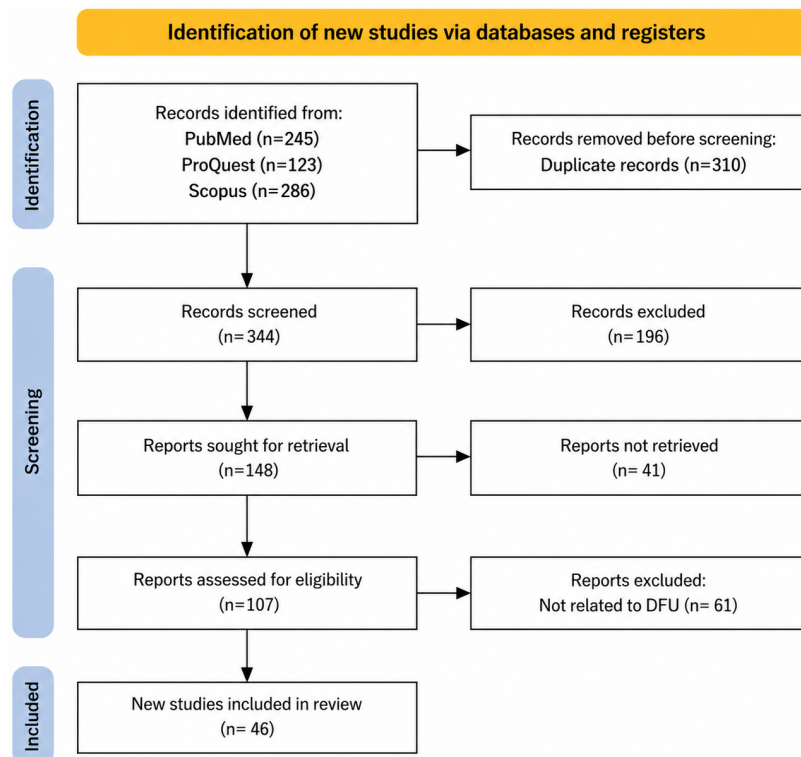 Identification of new studies via databases and registers
Identification
Records identified from:
PubMed (n=245)
ProQuest (n=123)
Scopus (n=286)
Records removed before screening:
Duplicate records (n=310)
Screening
Records screened
(n=344)
Records excluded
(n=196)
Reports sought for retrieval
(n=148)
Reports not retrieved
(n= 41)
Reports assessed for eligibility
(n=107)
Reports excluded:
Not related to DFU (n= 61)
Included
New studies included in review
(n= 46)